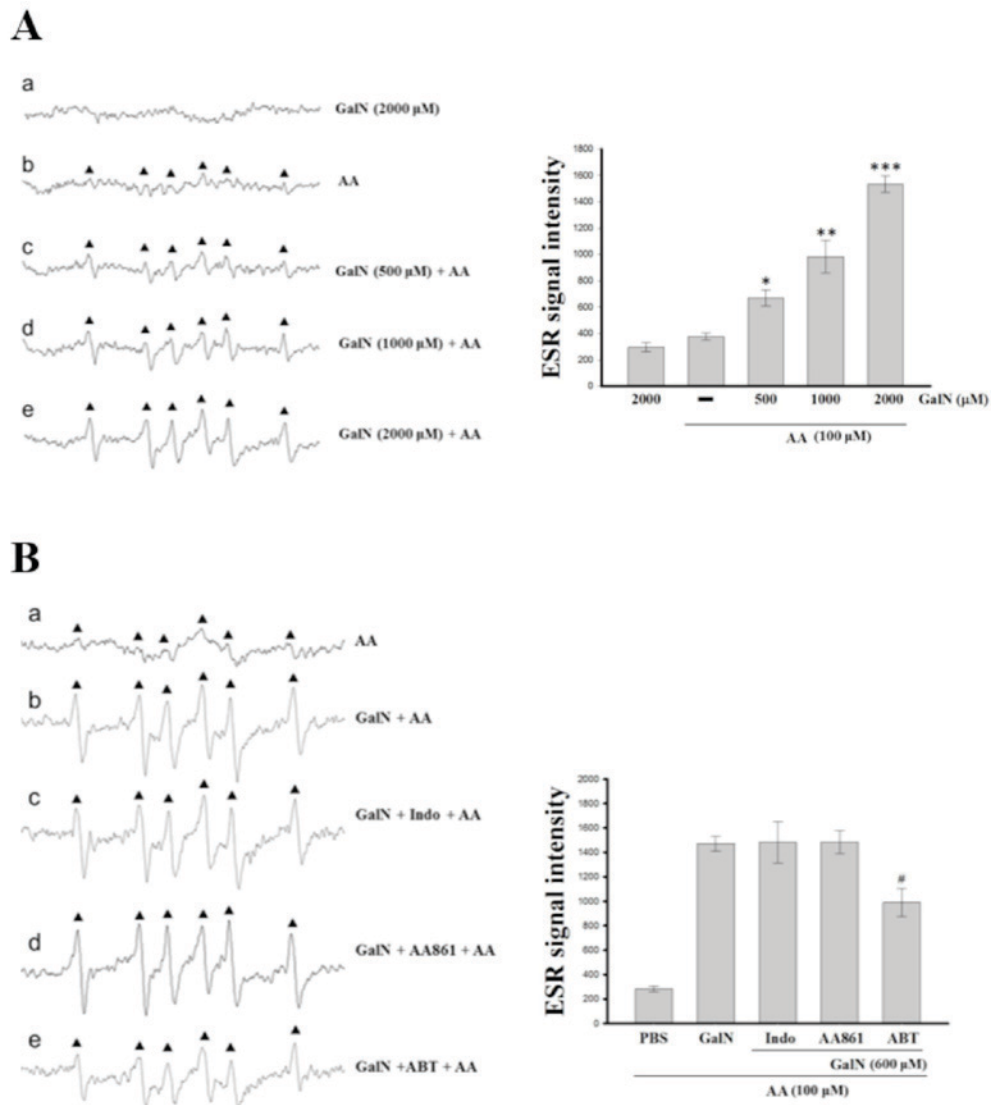 A
a
GalN (2000 μM)
b
AA
c
GalN (500 μM) + AA
d
GalN (1000 μM) + AA
e
GalN (2000 μM) + AA
ESR signal intensity
1800
1600
1400
1200
1000
800
600
400
200
0
*
**
***
2000 - 500 1000 2000 GalN (μM)
AA (100 μM)
B
a
AA
b
GalN + AA
c
GalN + Indo + AA
d
GalN + AA861 + AA
e
GalN +ABT + AA
ESR signal intensity
2000
1800
1600
1400
1200
1000
800
600
400
200
0
#
PBS GalN Indo AA861 ABT
GalN (600 μM)
AA (100 μM)